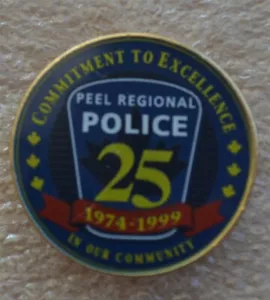 COMMITMENT TO EXCELLENCE
PEEL REGIONAL
POLICE
25
1974-1999
IN OUR COMMUNITY